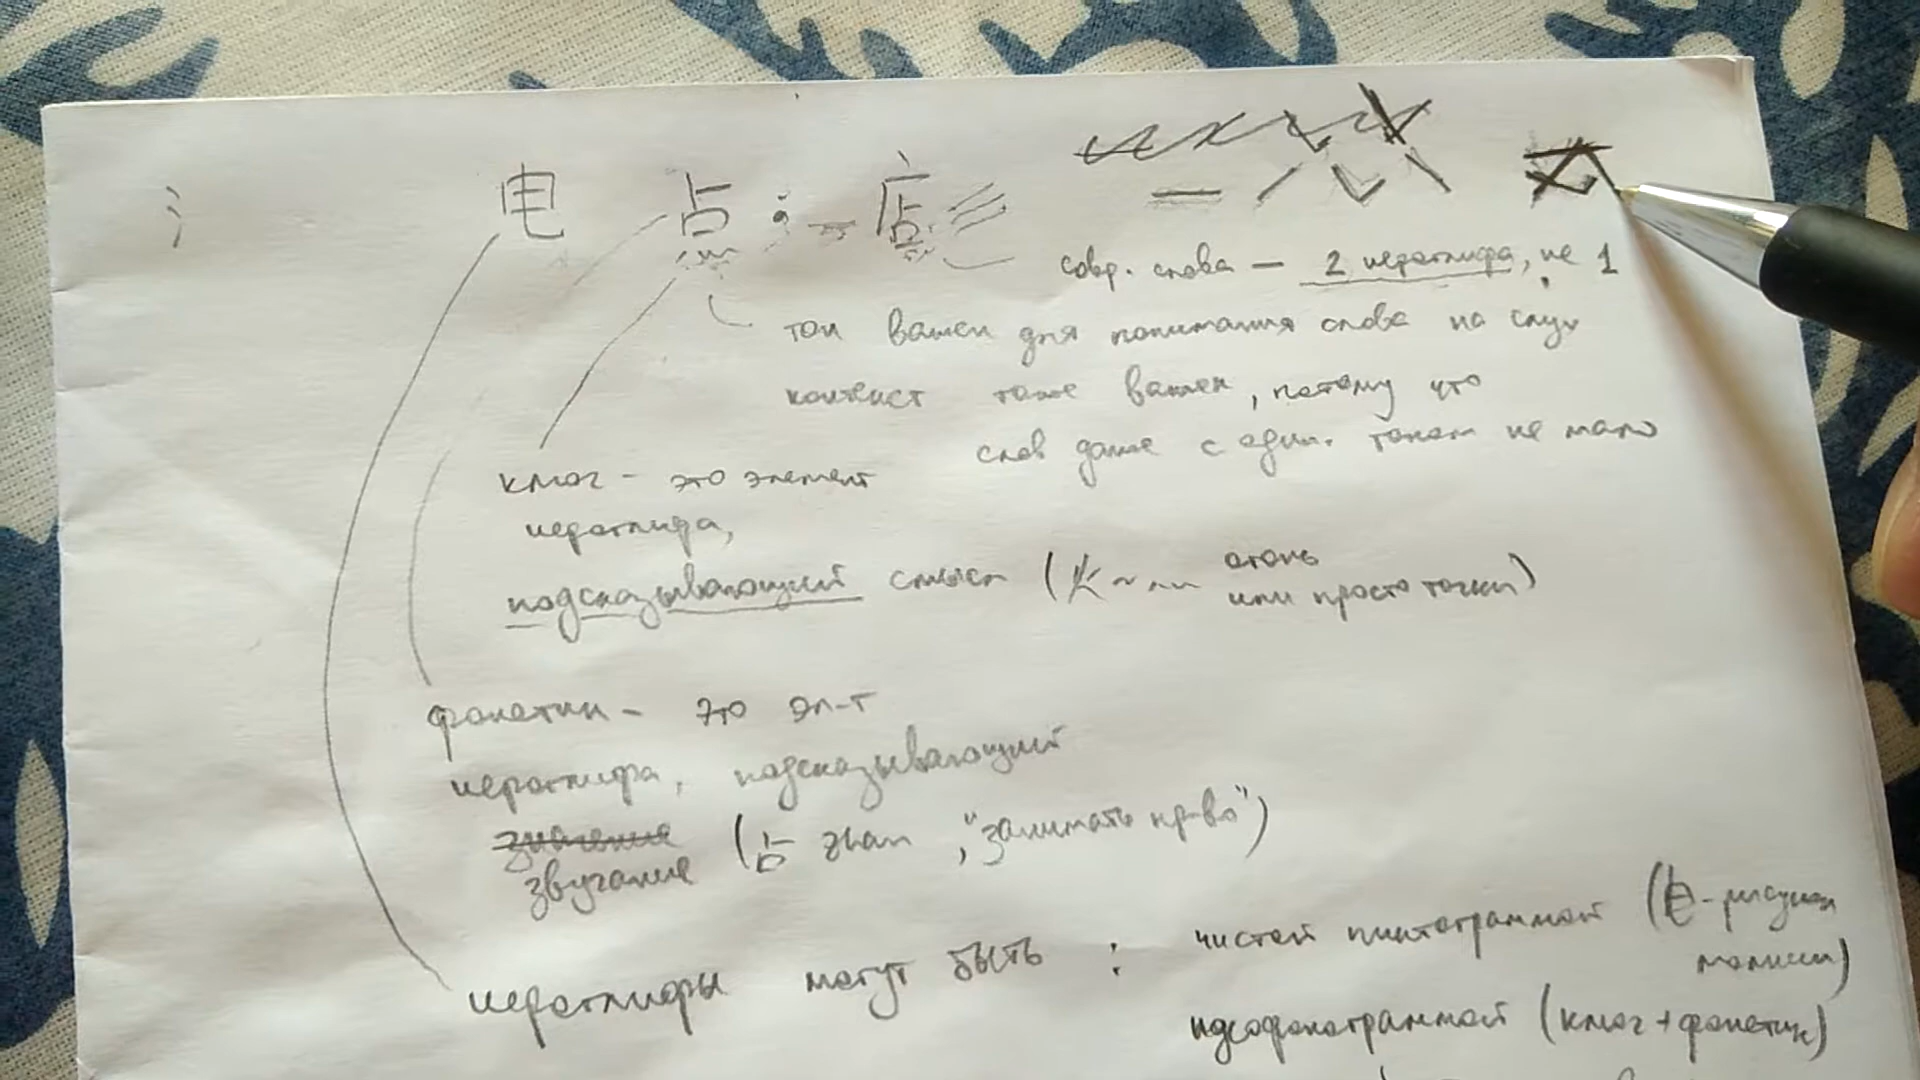 电 点 店
совр. слова — 2 иероглифа, не 1
тон важен для понимания слова на слух
контекст тоже важен, потому что
слов даже с один. тоном не мало
ключ - это элемент
иероглифа,
подсказывающий смысл (灬 огонь
или просто точки)
фонетик - это эл-т
иероглифа, подсказывающий
значение
звучание (占 zhan, "занимать пр-во")
иероглифы могут быть : чистой пиктограммой ( - рисунок
молнии)
идеофонограммой (ключ + фонетик)